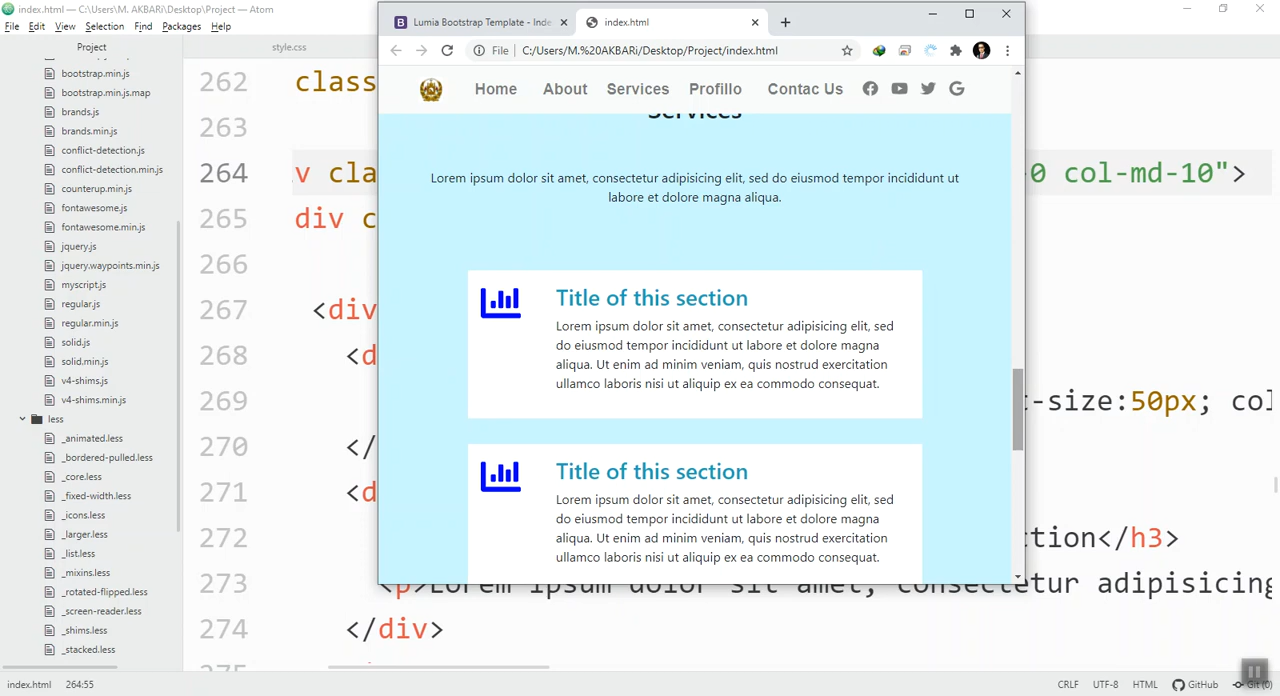 index.html — C:\Users\M. AKBARi\Desktop\Project — Atom
File Edit View Selection Find Packages Help
Project
bootstrap.min.js
bootstrap.min.js.map
brands.js
brands.min.js
conflict-detection.js
conflict-detection.min.js
counterup.min.js
fontawesome.js
fontawesome.min.js
jquery.js
jquery.waypoints.min.js
myscript.js
regular.js
regular.min.js
solid.js
solid.min.js
v4-shims.js
v4-shims.min.js
less
_animated.less
_bordered-pulled.less
_core.less
_fixed-width.less
_icons.less
_larger.less
_list.less
_mixins.less
_rotated-flipped.less
_screen-reader.less
_shims.less
_stacked.less
style.css
262 class
263
264 v cla -0 col-md-10">
265 div c
266
267 <div
268 <d
269 t-size:50px; col
270 </
271 <d
272 ction</h3>
273 <p>Lorem ipsum dolor sit amet, consectetur adipisicing
274 </div>
275
Lumia Bootstrap Template - Inde
index.html
File | C:/Users/M.%20AKBARi/Desktop/Project/index.html
Home About Services Profillo Contac Us
Services
Lorem ipsum dolor sit amet, consectetur adipisicing elit, sed do eiusmod tempor incididunt ut
labore et dolore magna aliqua.
Title of this section
Lorem ipsum dolor sit amet, consectetur adipisicing elit, sed
do eiusmod tempor incididunt ut labore et dolore magna
aliqua. Ut enim ad minim veniam, quis nostrud exercitation
ullamco laboris nisi ut aliquip ex ea commodo consequat.
Title of this section
Lorem ipsum dolor sit amet, consectetur adipisicing elit, sed
do eiusmod tempor incididunt ut labore et dolore magna
aliqua. Ut enim ad minim veniam, quis nostrud exercitation
ullamco laboris nisi ut aliquip ex ea commodo consequat.
index.html 264:55
CRLF UTF-8 HTML GitHub Git (0)